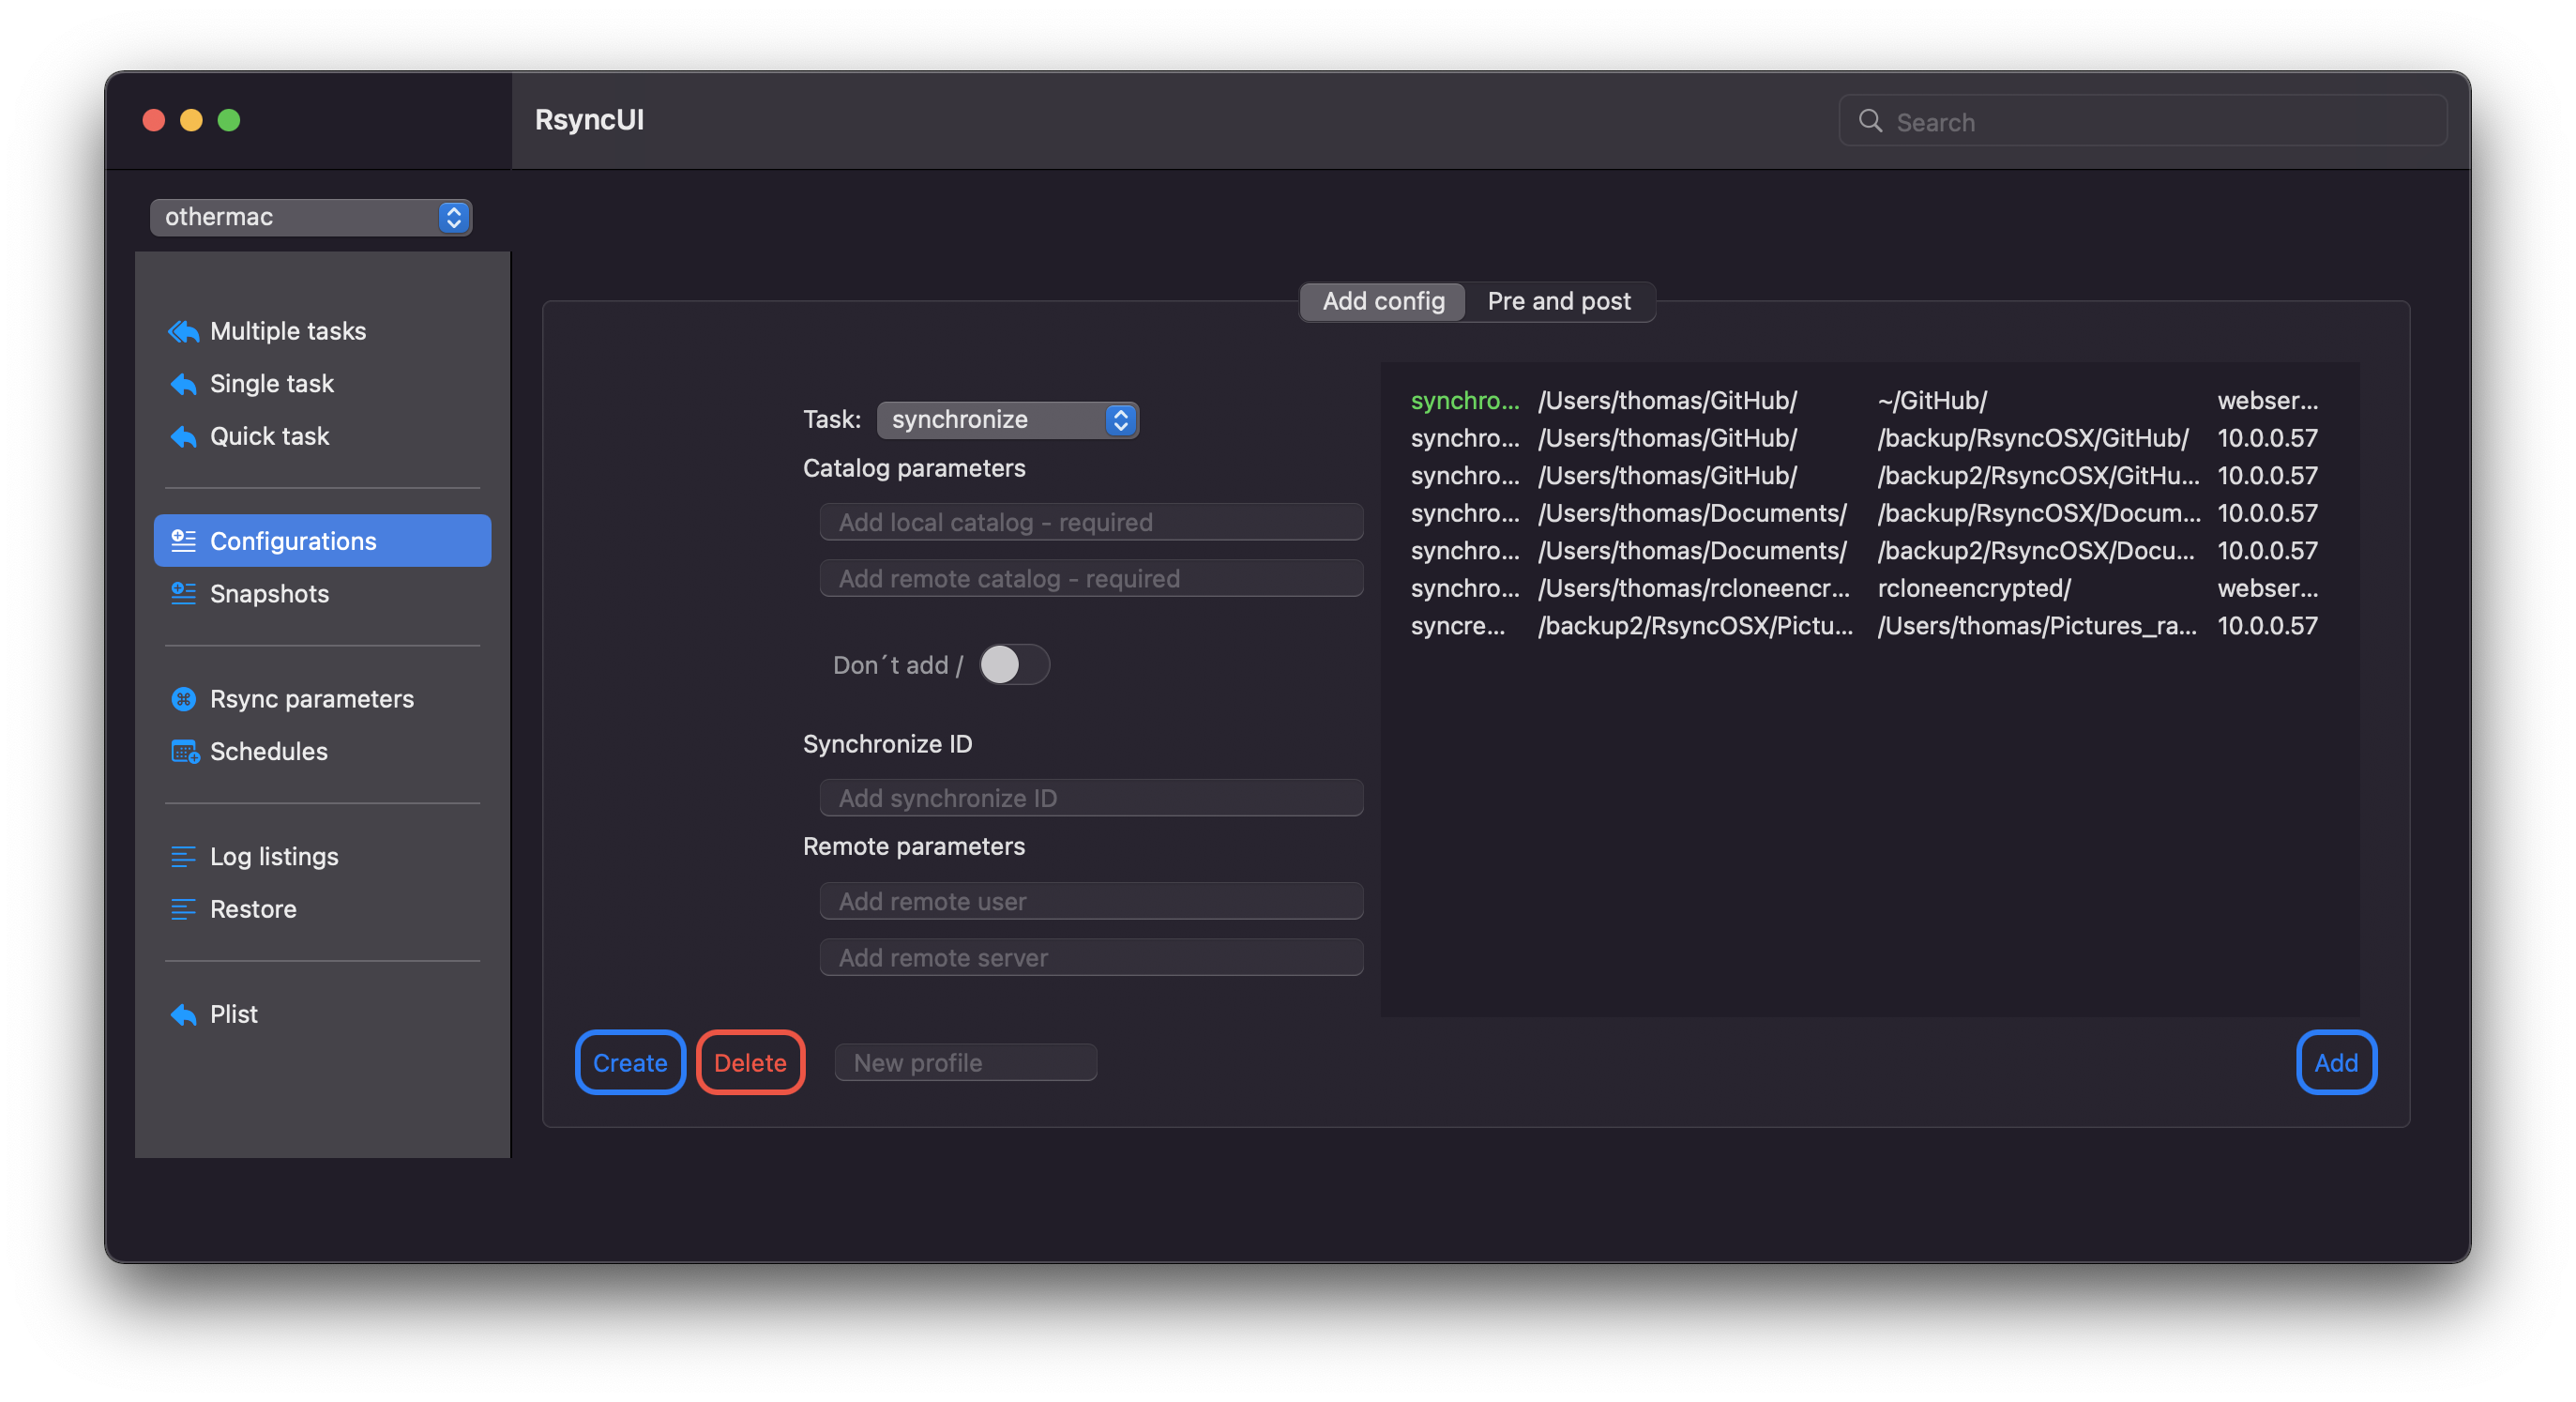 RsyncUI
Search
othermac
Multiple tasks
Single task
Quick task
Configurations
Snapshots
Rsync parameters
Schedules
Log listings
Restore
Plist
Add config Pre and post
Task: synchronize
Catalog parameters
Add local catalog - required
Add remote catalog - required
Don´t add /
Synchronize ID
Add synchronize ID
Remote parameters
Add remote user
Add remote server
synchro... /Users/thomas/GitHub/ ~/GitHub/ webser...
synchro... /Users/thomas/GitHub/ /backup/RsyncOSX/GitHub/ 10.0.0.57
synchro... /Users/thomas/GitHub/ /backup2/RsyncOSX/GitHu... 10.0.0.57
synchro... /Users/thomas/Documents/ /backup/RsyncOSX/Docum... 10.0.0.57
synchro... /Users/thomas/Documents/ /backup2/RsyncOSX/Docu... 10.0.0.57
synchro... /Users/thomas/rcloneencr... rcloneencrypted/ webser...
syncre... /backup2/RsyncOSX/Pictu... /Users/thomas/Pictures_ra... 10.0.0.57
Create Delete New profile Add